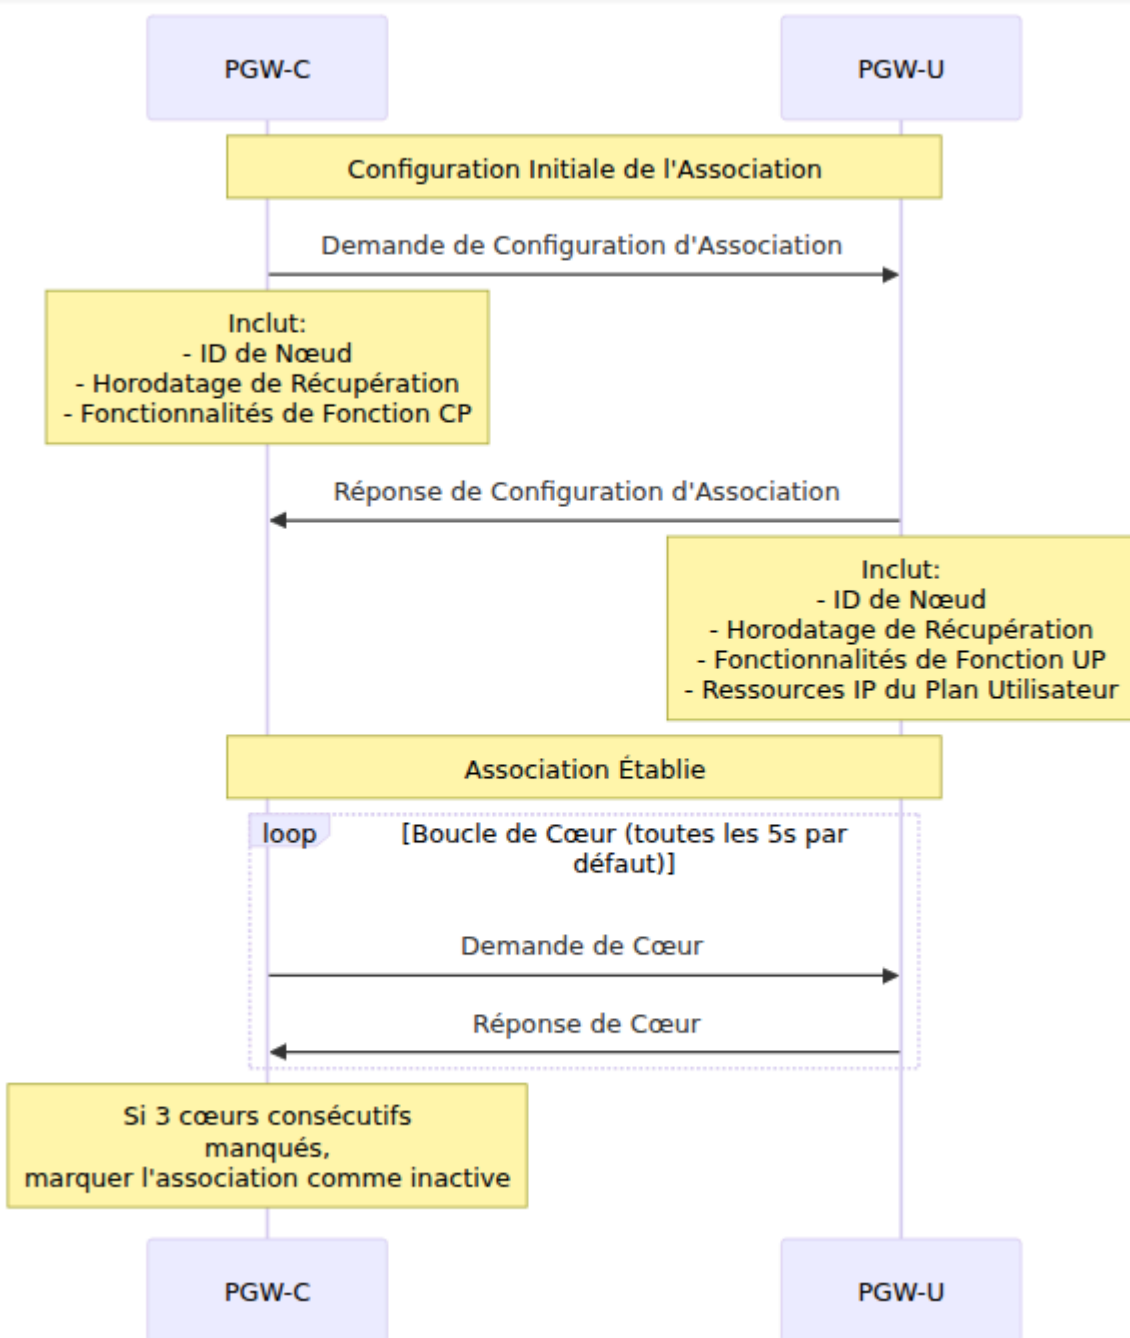 PGW-C
PGW-U
Configuration Initiale de l'Association
Demande de Configuration d'Association
Inclut:
- ID de Nœud
- Horodatage de Récupération
- Fonctionnalités de Fonction CP
Réponse de Configuration d'Association
Inclut:
- ID de Nœud
- Horodatage de Récupération
- Fonctionnalités de Fonction UP
- Ressources IP du Plan Utilisateur
Association Établie
loop
[Boucle de Cœur (toutes les 5s par
défaut)]
Demande de Cœur
Réponse de Cœur
Si 3 cœurs consécutifs
manqués,
marquer l'association comme inactive
PGW-C
PGW-U